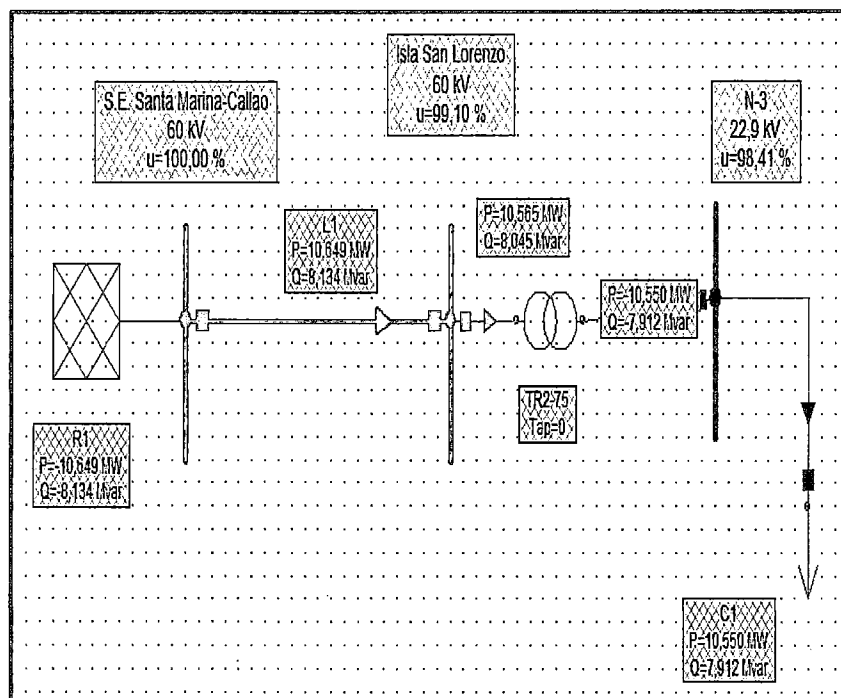 Isla San Lorenzo
60 kV
u=99,10 %
S.E. Santa Marina-Callao
60 kV
u=100,00 %
N-3
22,9 kV
u=98,41 %
L1
P=10,649 MW
Q=8,134 Mvar
P=10,565 MW
Q=8,045 Mvar
P=-10,550 MW
Q=-7,912 Mvar
TR2-75
Tap=0
R1
P=-10,649 MW
Q=-8,134 Mvar
C1
P=10,550 MW
Q=7,912 Mvar